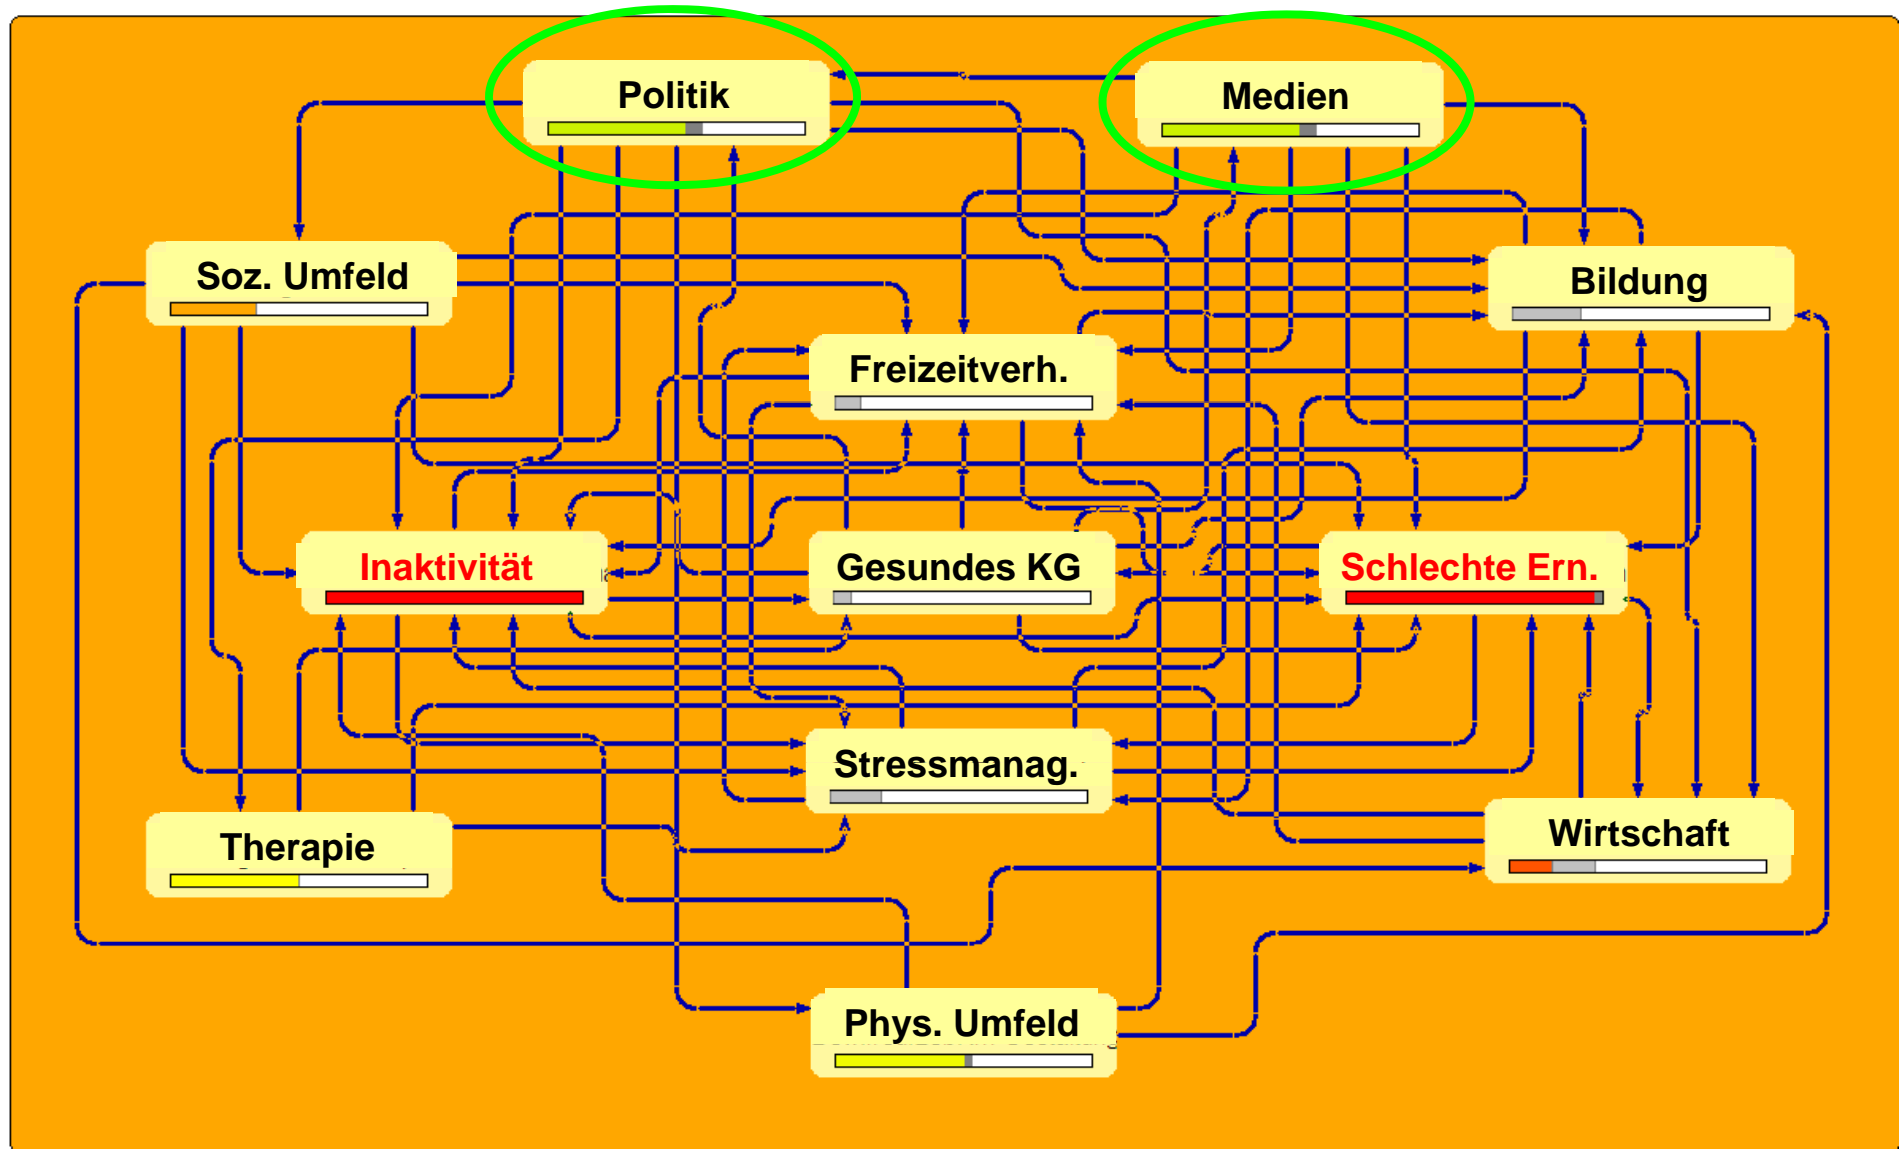 Politik
Medien
Soz. Umfeld
Bildung
Freizeitverh.
Inaktivität
Gesundes KG
Schlechte Ern.
Stressmanag.
Therapie
Wirtschaft
Phys. Umfeld